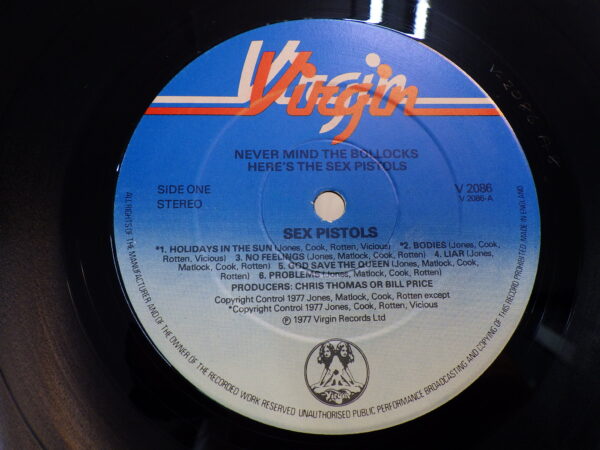 Virgin
NEVER MIND THE BOLLOCKS
HERE'S THE SEX PISTOLS
SIDE ONE
STEREO
V 2086
V 2086-A
SEX PISTOLS
*1. HOLIDAYS IN THE SUN (Jones, Cook, Rotten, Vicious) *2. BODIES (Jones, Cook,
Rotten, Vicious) 3. NO FEELINGS (Jones, Matlock, Cook, Rotten) 4. LIAR (Jones,
Matlock, Cook, Rotten) 5. GOD SAVE THE QUEEN (Jones, Matlock, Cook, Rotten)
6. PROBLEMS (Jones, Matlock, Cook, Rotten)
PRODUCERS: CHRIS THOMAS OR BILL PRICE
Copyright Control 1977 Jones, Matlock, Cook, Rotten except
*Copyright Control 1977 Jones, Cook, Rotten, Vicious
℗ 1977 Virgin Records Ltd
Virgin
ALL RIGHTS OF THE MANUFACTURER AND OF THE OWNER OF THE RECORDED WORK RESERVED UNAUTHORISED PUBLIC PERFORMANCE BROADCASTING AND COPYING OF THIS RECORD PROHIBITED MADE IN ENGLAND